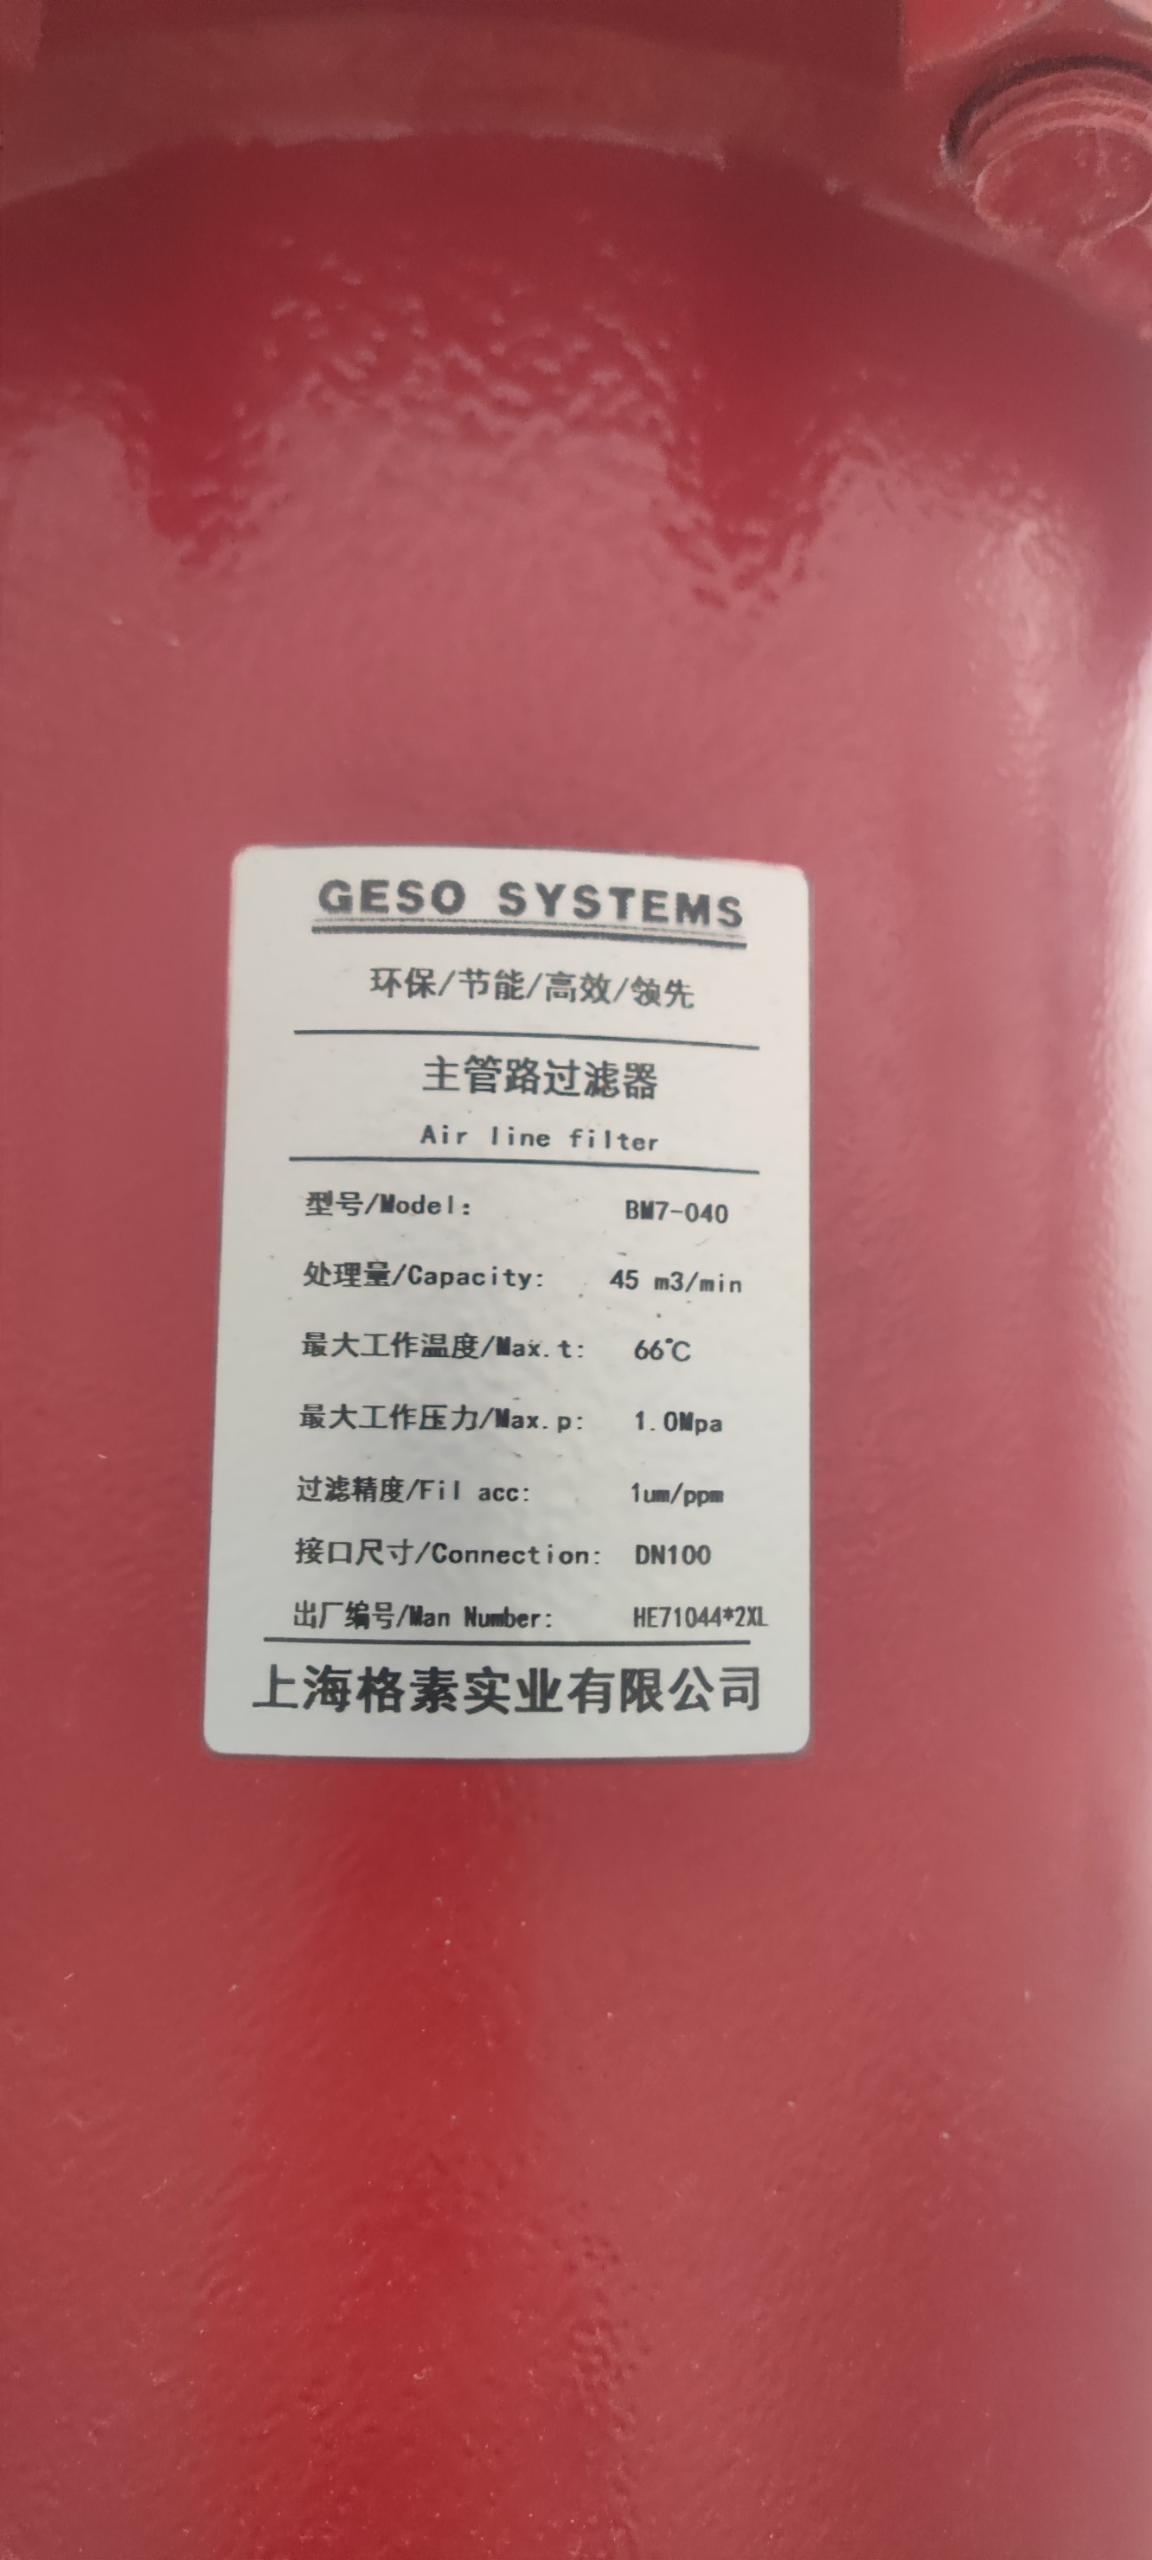 GESO SYSTEMS
环保/节能/高效/领先
主管路过滤器
Air line filter
型号/Model: BM7-040
处理量/Capacity: 45 m3/min
最大工作温度/Max.t: 66℃
最大工作压力/Max.p: 1.0Mpa
过滤精度/Fil acc: 1um/ppm
接口尺寸/Connection: DN100
出厂编号/Man Number: HE71044*2XL
上海格素实业有限公司